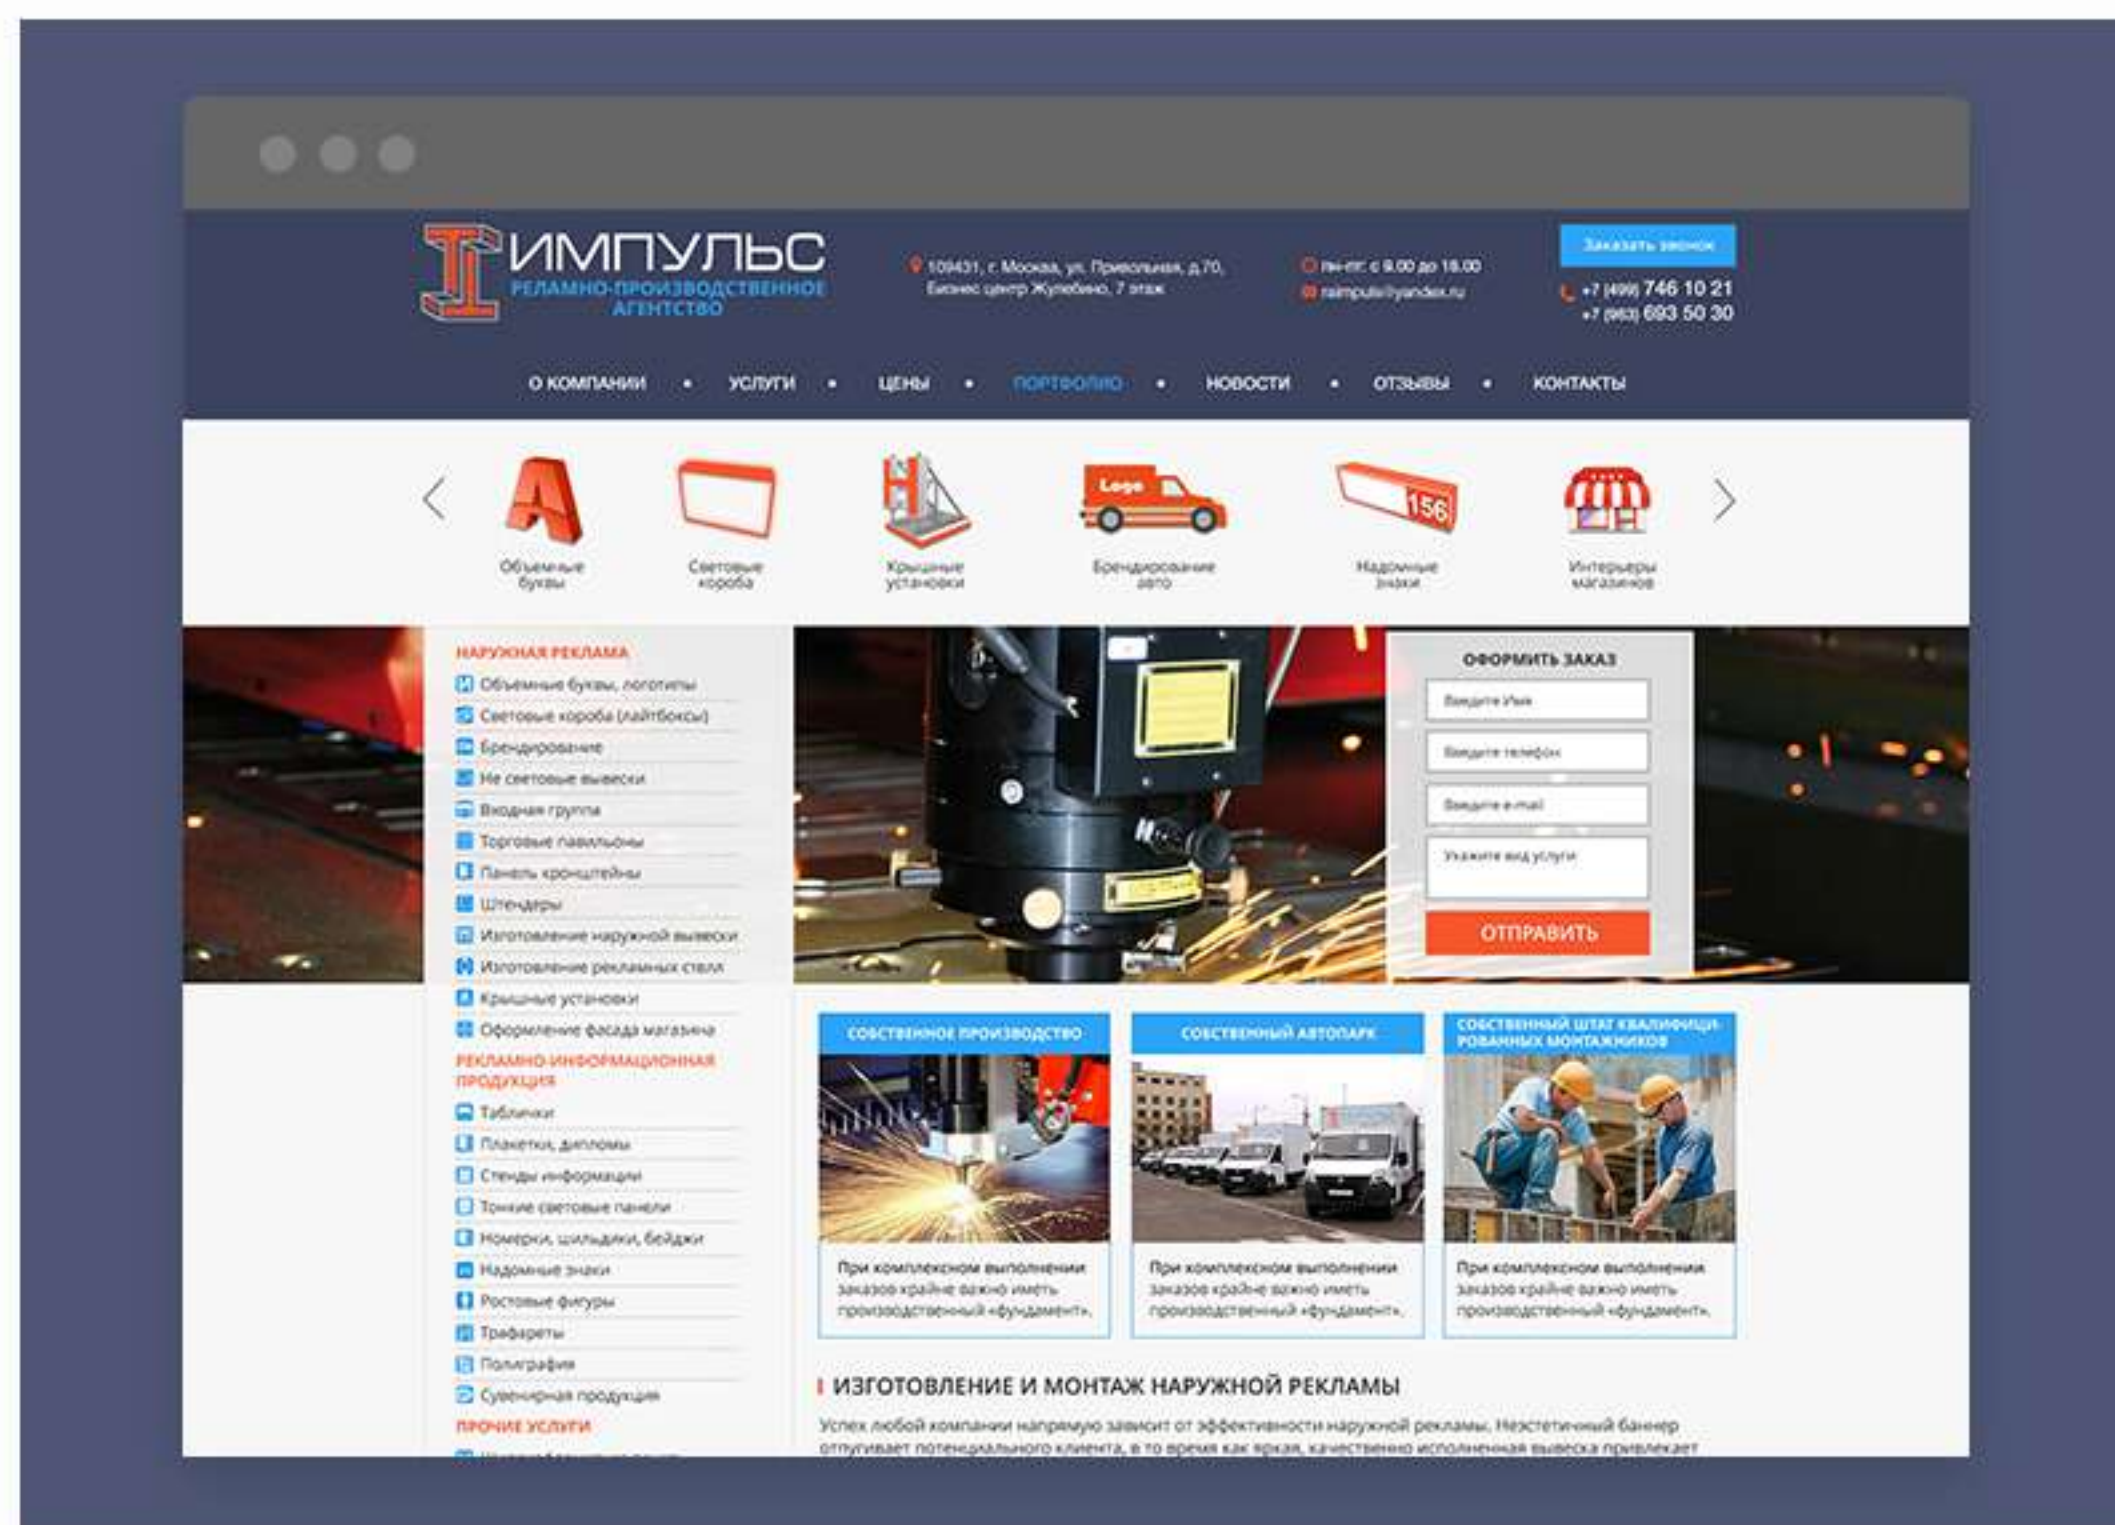 ИМПУЛЬС
РЕЛАМНО-ПРОИЗВОДСТВЕННОЕ
АГЕНТСТВО
109431, г. Москва, ул. Привольная, д.70,
Бизнес центр Жулебино, 7 этаж
пн-пт: с 9.00 до 18.00
raimpuls@yandex.ru
Заказать звонок
+7 (499) 746 10 21
+7 (963) 693 50 30
О КОМПАНИИ • УСЛУГИ • ЦЕНЫ • ПОРТФОЛИО • НОВОСТИ • ОТЗЫВЫ • КОНТАКТЫ
Logo
156
Объемные
буквы
Световые
короба
Крышные
установки
Брендирование
авто
Надомные
знаки
Интерьеры
магазинов
НАРУЖНАЯ РЕКЛАМА
Объемные буквы, логотипы
Световые короба (лайтбоксы)
Брендирование
Не световые вывески
Входная группа
Торговые павильоны
Панель кронштейны
Штендеры
Изготовление наружной вывески
Изготовление рекламных стелл
Крышные установки
Оформление фасада магазина
РЕКЛАМНО-ИНФОРМАЦИОННАЯ
ПРОДУКЦИЯ
Таблички
Плакетки, дипломы
Стенды информации
Тонкие световые панели
Номерки, шильдики, бейджи
Надомные знаки
Ростовые фигуры
Трафареты
Полиграфия
Сувенирная продукция
ПРОЧИЕ УСЛУГИ
ОФОРМИТЬ ЗАКАЗ
Введите Имя
Введите телефон
Введите e-mail
Укажите вид услуги
ОТПРАВИТЬ
СОБСТВЕННОЕ ПРОИЗВОДСТВО
При комплексном выполнении
заказов крайне важно иметь
производственный «фундамент».
СОБСТВЕННЫЙ АВТОПАРК
При комплексном выполнении
заказов крайне важно иметь
производственный «фундамент».
СОБСТВЕННЫЙ ШТАТ КВАЛИФИЦИ-
РОВАННЫХ МОНТАЖНИКОВ
При комплексном выполнении
заказов крайне важно иметь
производственный «фундамент».
ИЗГОТОВЛЕНИЕ И МОНТАЖ НАРУЖНОЙ РЕКЛАМЫ
Успех любой компании напрямую зависит от эффективности наружной рекламы. Неэстетичный баннер
отпугивает потенциального клиента, в то время как яркая, качественно исполненная вывеска привлекает